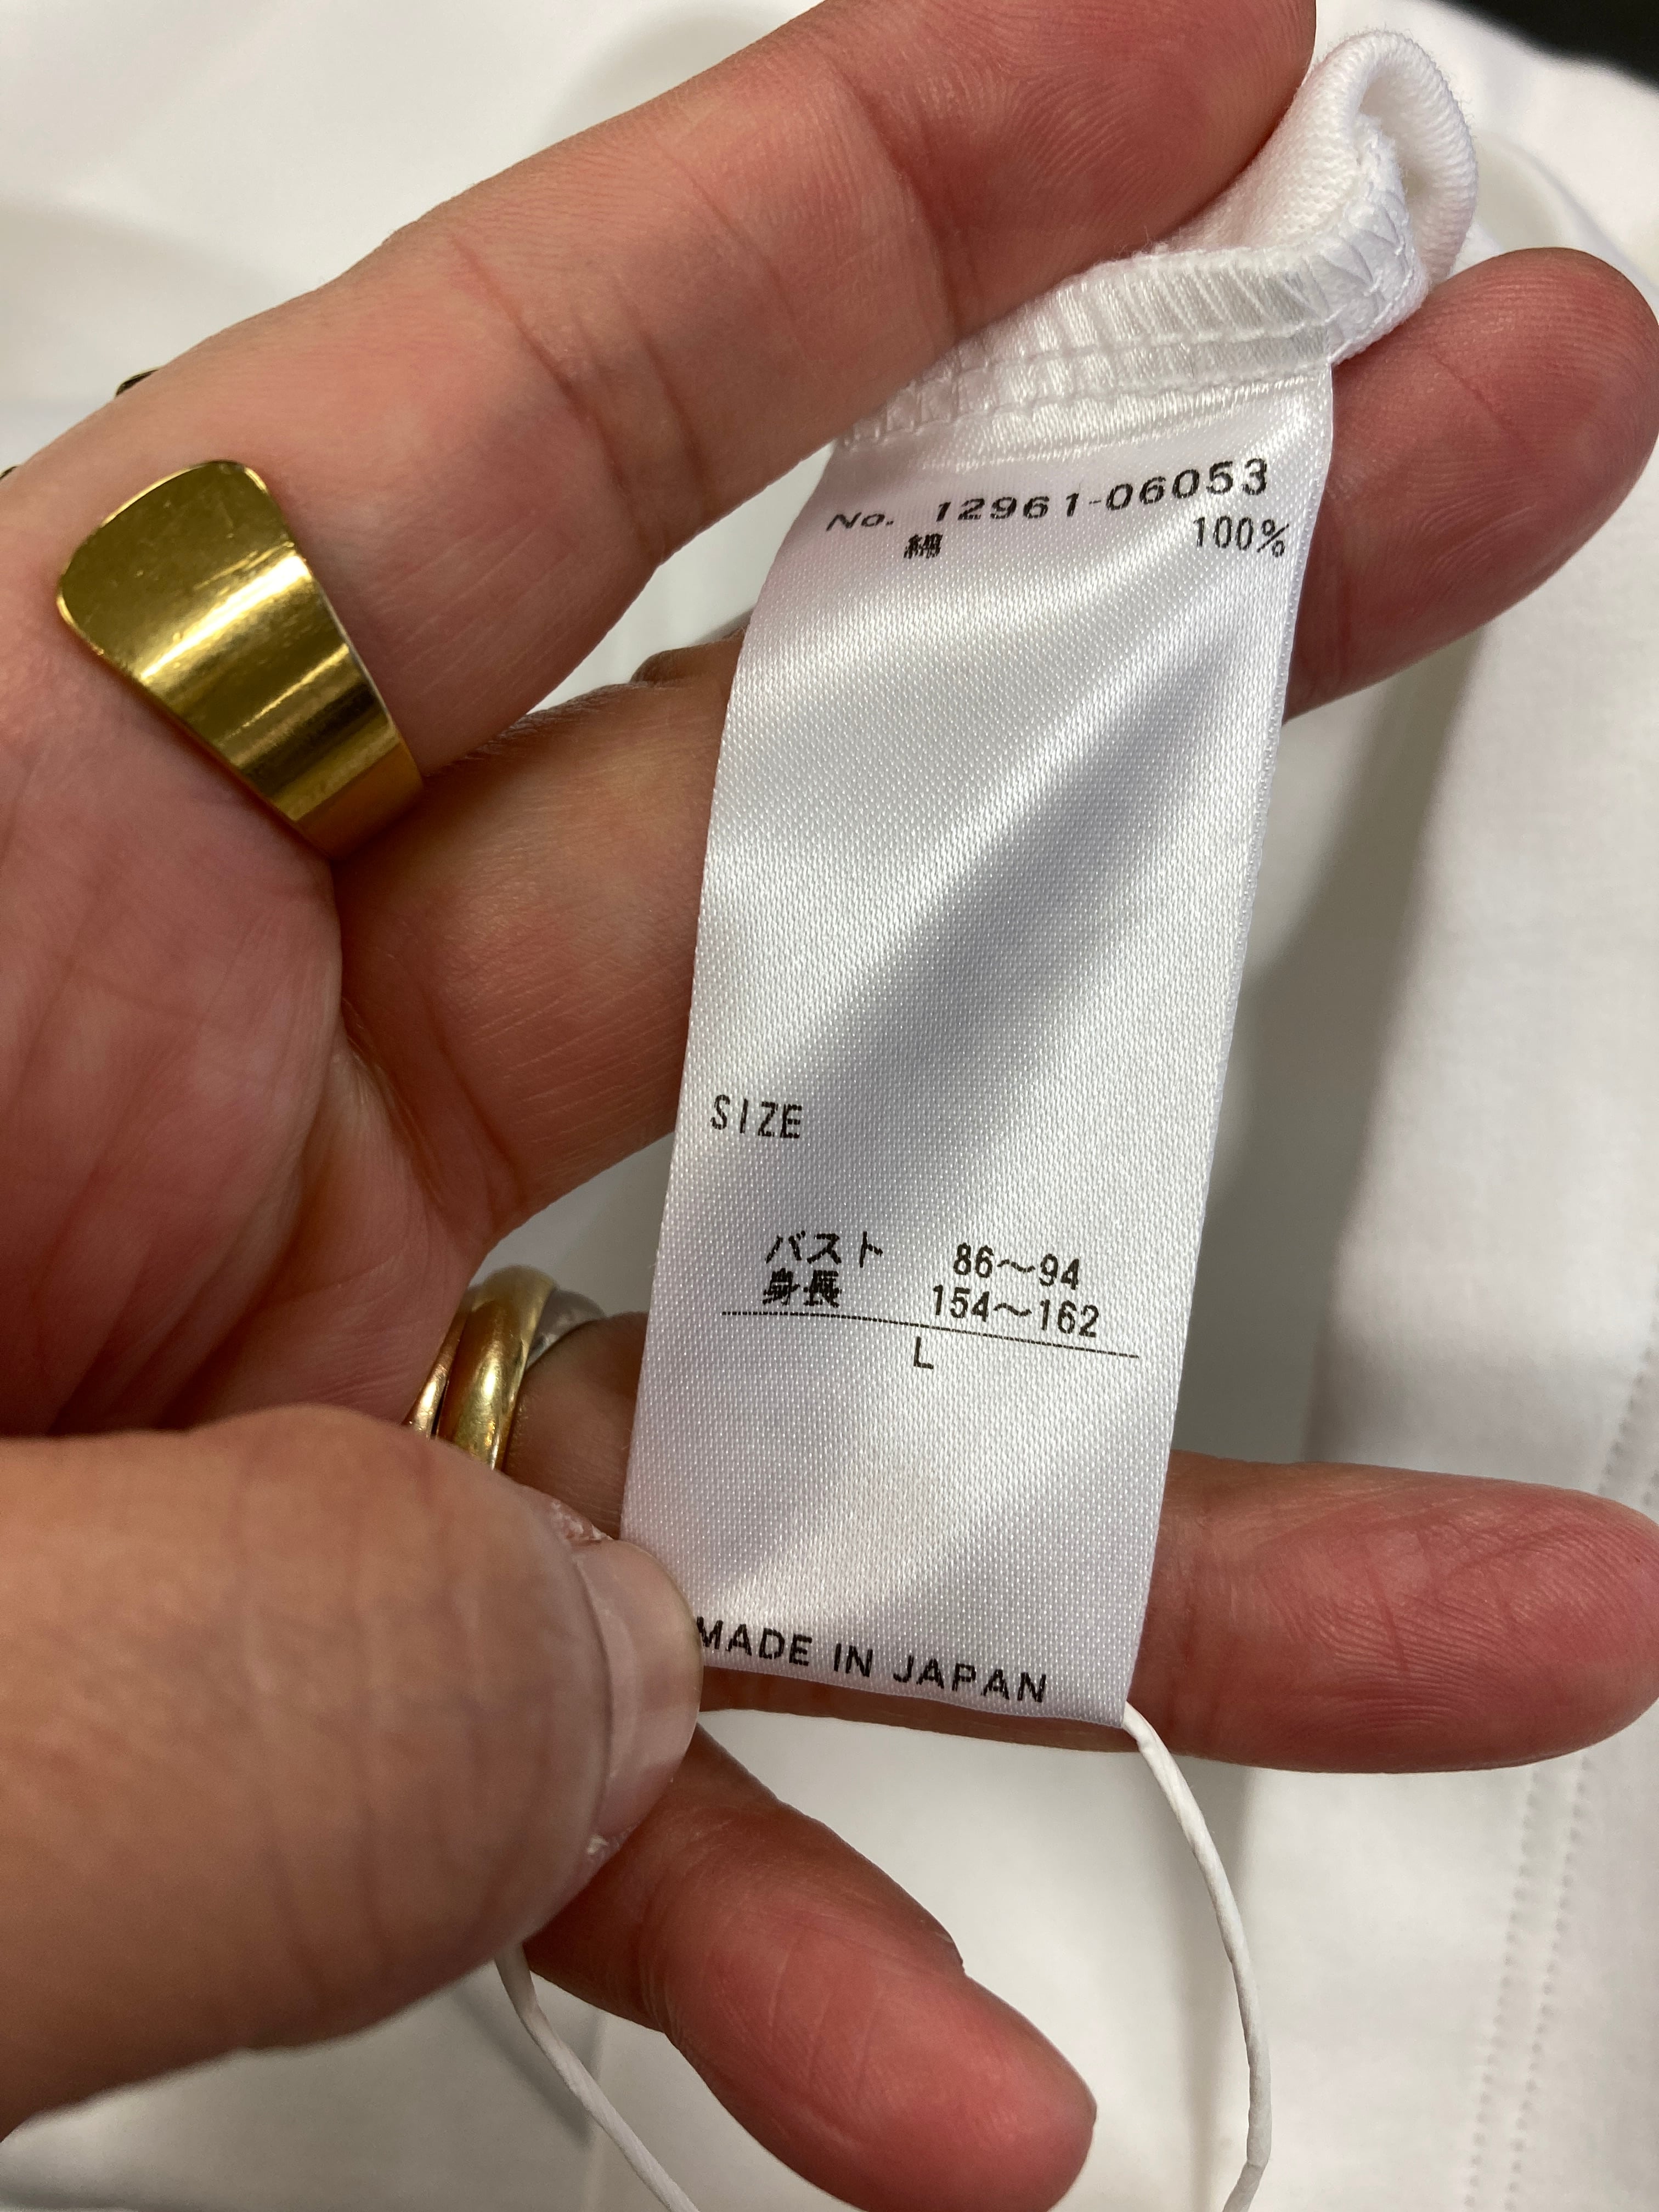 No. 12961-06053
綿 100%
SIZE
バスト 86～94
身長 154～162
L
MADE IN JAPAN